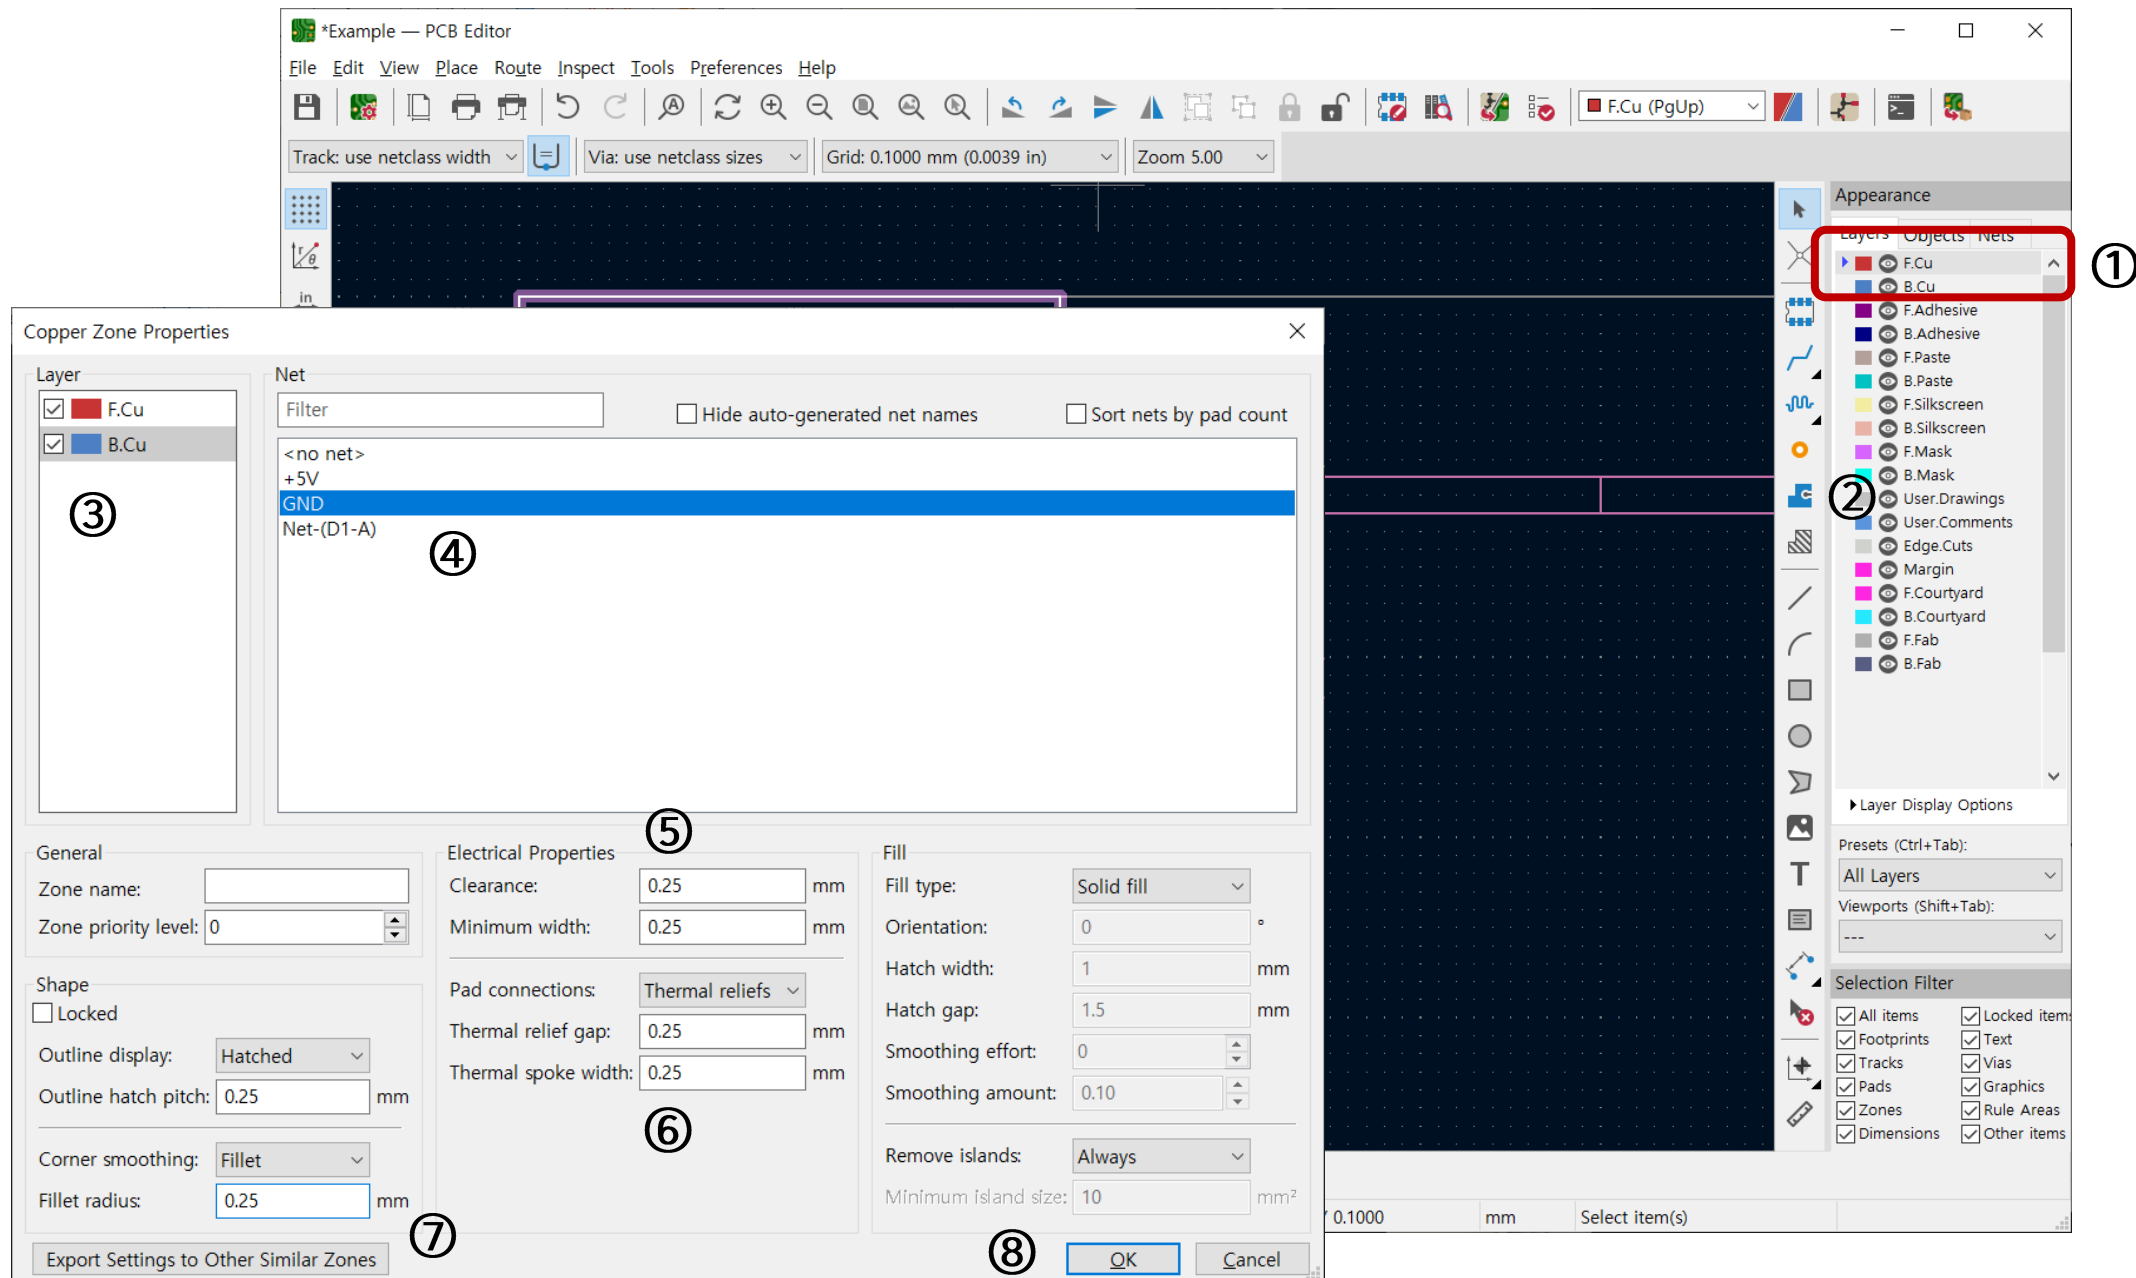 *Example — PCB Editor
File Edit View Place Route Inspect Tools Preferences Help
F.Cu (PgUp)
Track: use netclass width
Via: use netclass sizes
Grid: 0.1000 mm (0.0039 in)
Zoom 5.00
r
θ
in
Appearance
Layers Objects Nets
①
F.Cu
B.Cu
F.Adhesive
B.Adhesive
F.Paste
B.Paste
F.Silkscreen
B.Silkscreen
F.Mask
B.Mask
②
User.Drawings
User.Comments
Edge.Cuts
Margin
F.Courtyard
B.Courtyard
F.Fab
B.Fab
Layer Display Options
Presets (Ctrl+Tab):
All Layers
Viewports (Shift+Tab):
---
Selection Filter
All items Locked items
Footprints Text
Tracks Vias
Pads Graphics
Zones Rule Areas
Dimensions Other items
Copper Zone Properties
Layer
F.Cu
B.Cu
③
Net
Filter
Hide auto-generated net names
Sort nets by pad count
<no net>
+5V
GND
Net-(D1-A)
④
General
Zone name:
Zone priority level: 0
Shape
Locked
Outline display: Hatched
Outline hatch pitch: 0.25 mm
Corner smoothing: Fillet
Fillet radius: 0.25 mm
⑦
Export Settings to Other Similar Zones
⑤
Electrical Properties
Clearance: 0.25 mm
Minimum width: 0.25 mm
Pad connections: Thermal reliefs
Thermal relief gap: 0.25 mm
Thermal spoke width: 0.25 mm
⑥
Fill
Fill type: Solid fill
Orientation: 0 °
Hatch width: 1 mm
Hatch gap: 1.5 mm
Smoothing effort: 0
Smoothing amount: 0.10
Remove islands: Always
Minimum island size: 10 mm²
⑧
OK
Cancel
0.1000
mm
Select item(s)